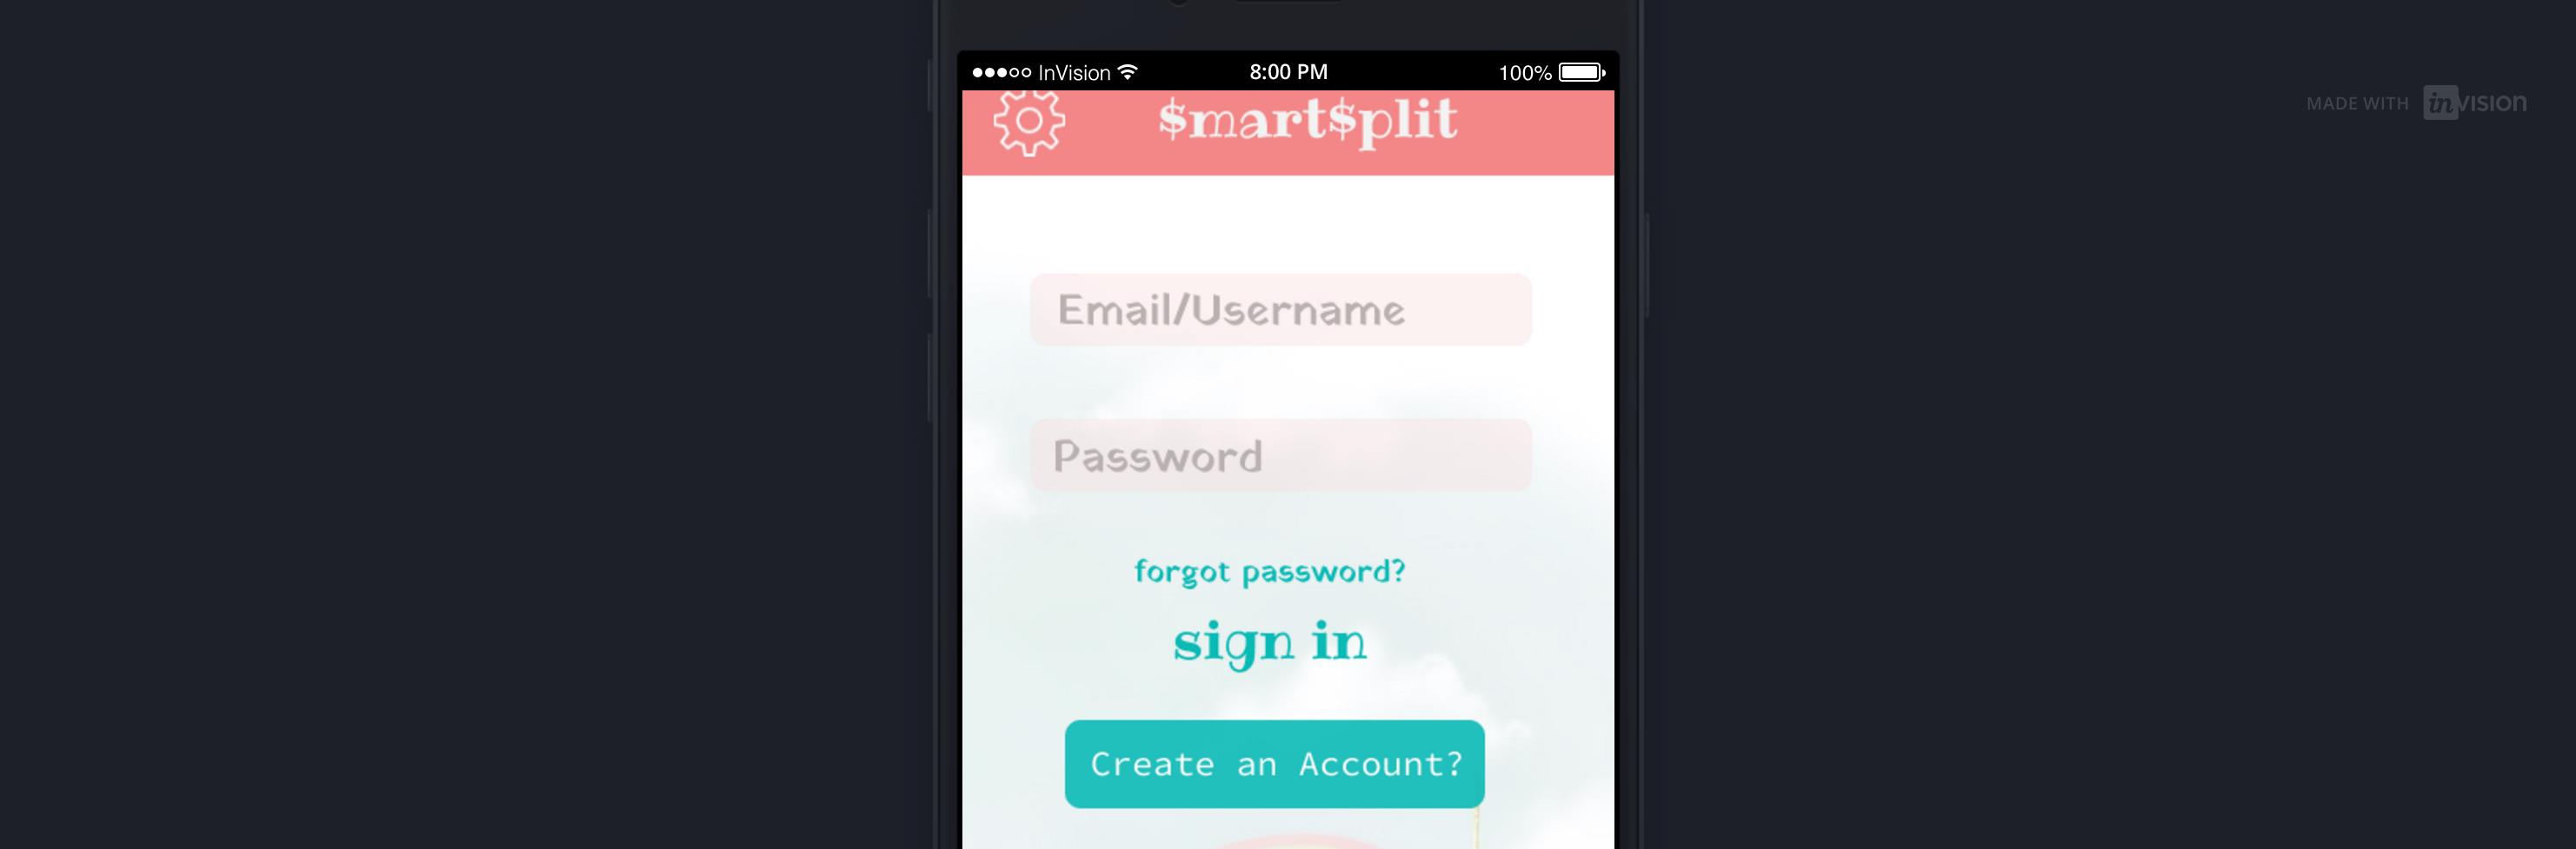 InVision 8:00 PM 100%
MADE WITH inVISION
$mart$plit
Email/Username
Password
forgot password?
sign in
Create an Account?